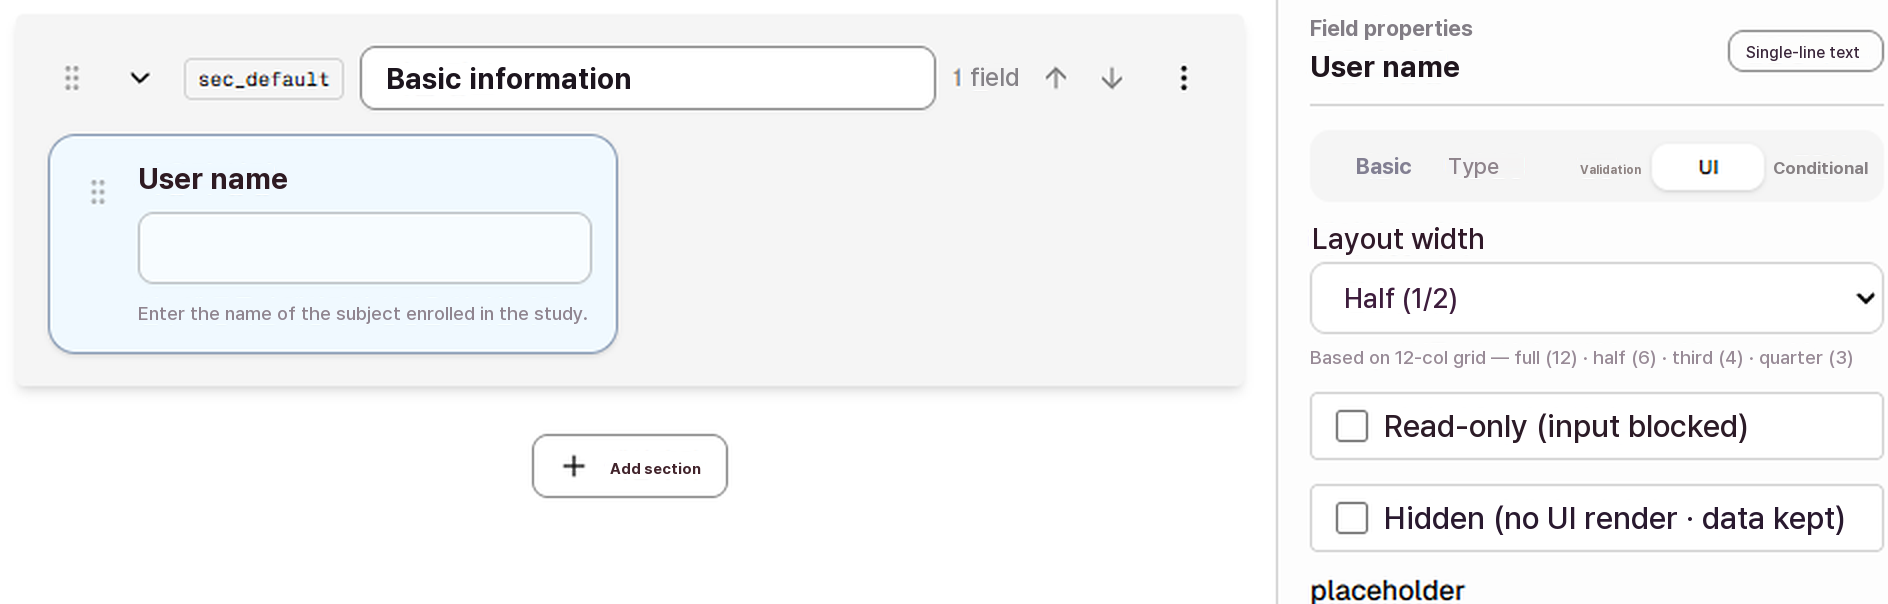 sec_default
Basic information
1 field
User name
Enter the name of the subject enrolled in the study.
Add section
Field properties
User name
Single-line text
Basic
Type
Validation
UI
Conditional
Layout width
Half (1/2)
Based on 12-col grid — full (12) · half (6) · third (4) · quarter (3)
Read-only (input blocked)
Hidden (no UI render · data kept)
placeholder